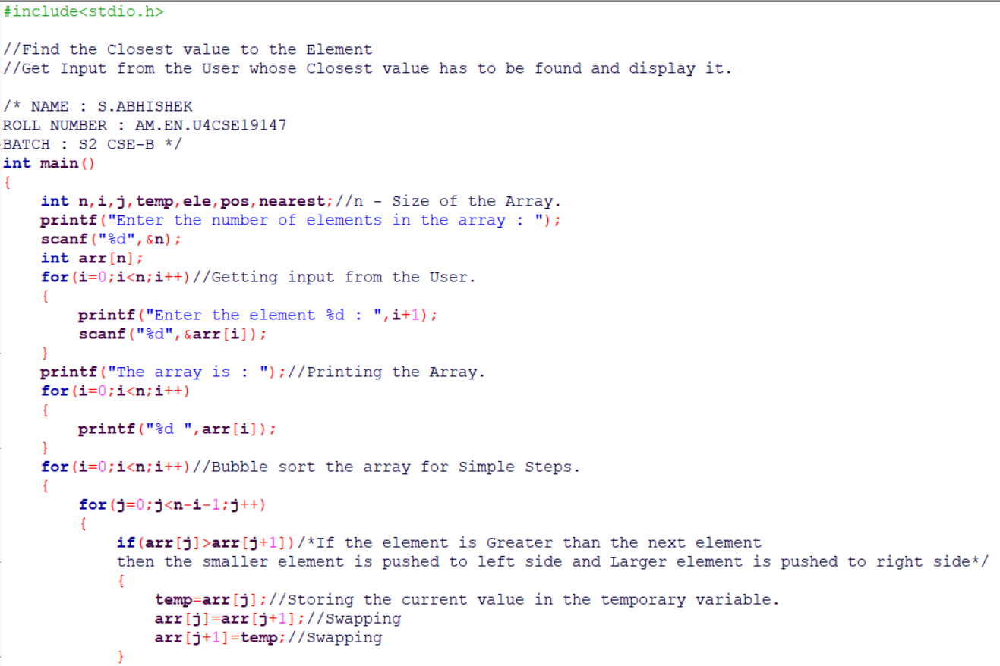 #include<stdio.h>
//Find the Closest value to the Element
//Get Input from the User whose Closest value has to be found and display it.
/* NAME : S.ABHISHEK
ROLL NUMBER : AM.EN.U4CSE19147
BATCH : S2 CSE-B */
int main()
{
    int n,i,j,temp,ele,pos,nearest;//n - Size of the Array.
    printf("Enter the number of elements in the array : ");
    scanf("%d",&n);
    int arr[n];
    for(i=0;i<n;i++)//Getting input from the User.
    {
        printf("Enter the element %d : ",i+1);
        scanf("%d",&arr[i]);
    }
    printf("The array is : ");//Printing the Array.
    for(i=0;i<n;i++)
    {
        printf("%d ",arr[i]);
    }
    for(i=0;i<n;i++)//Bubble sort the array for Simple Steps.
    {
        for(j=0;j<n-i-1;j++)
        {
            if(arr[j]>arr[j+1])/*If the element is Greater than the next element
            then the smaller element is pushed to left side and Larger element is pushed to right side*/
            {
                temp=arr[j];//Storing the current value in the temporary variable.
                arr[j]=arr[j+1];//Swapping
                arr[j+1]=temp;//Swapping
            }